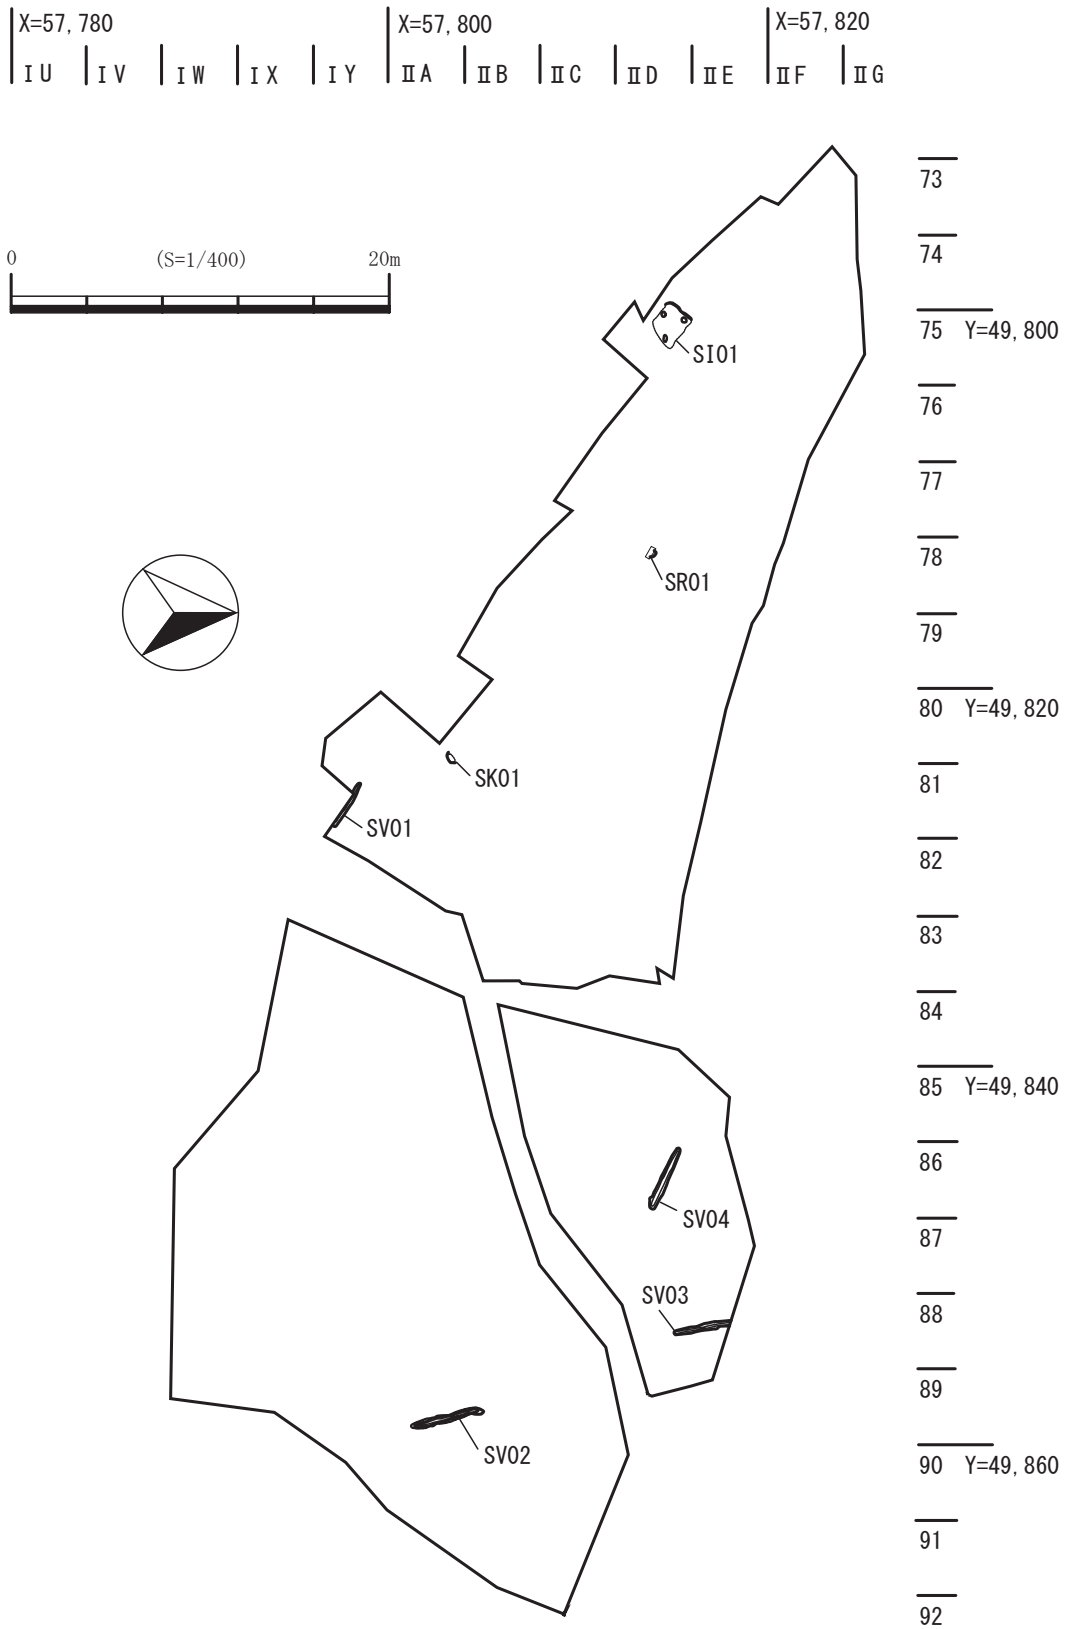 X=57,780
X=57,800
X=57,820
ⅠU ⅠV ⅠW ⅠX ⅠY ⅡA ⅡB ⅡC ⅡD ⅡE ⅡF ⅡG
73
0 (S=1/400) 20m
74
75 Y=49,800
SI01
76
77
78
SR01
79
80 Y=49,820
81
SK01
SV01
82
83
84
85 Y=49,840
86
SV04
87
SV03
88
89
SV02
90 Y=49,860
91
92